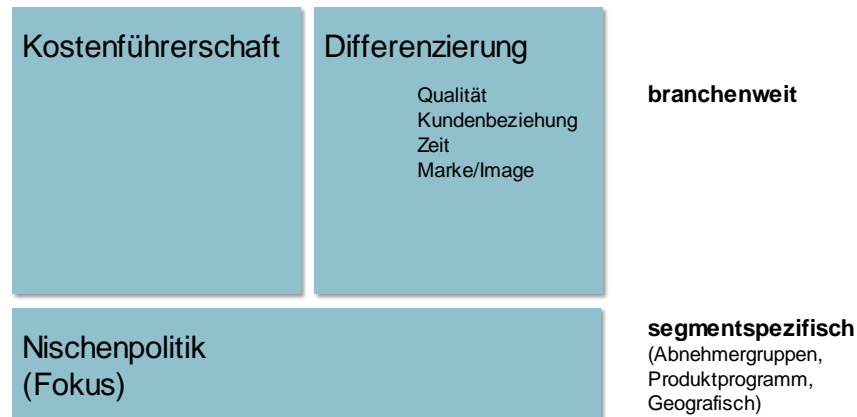 Kostenführerschaft
Differenzierung
Qualität
Kundenbeziehung
Zeit
Marke/Image
branchenweit
Nischenpolitik
(Fokus)
segmentspezifisch
(Abnehmergruppen,
Produktprogramm,
Geografisch)